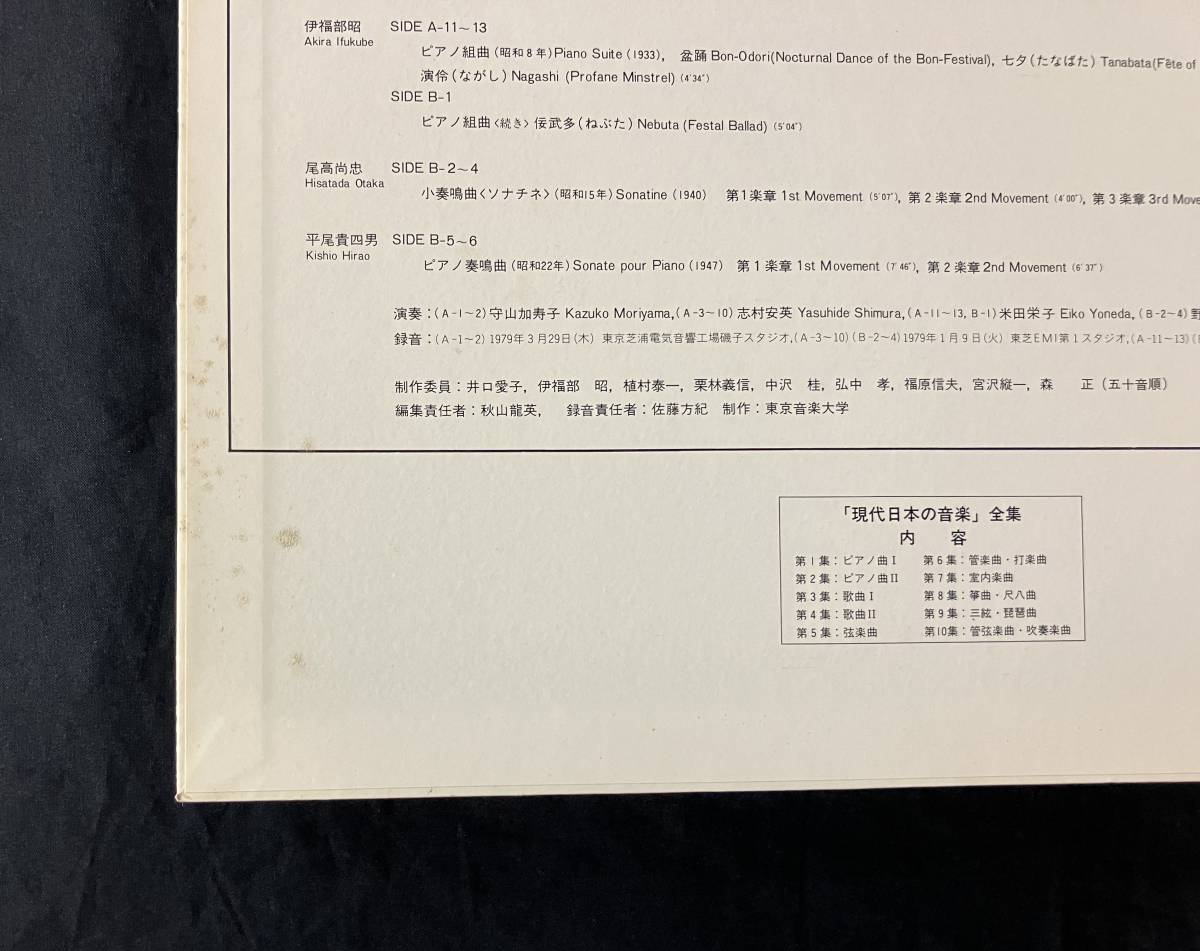 伊福部昭 SIDE A-11～13
Akira Ifukube
ピアノ組曲(昭和8年)Piano Suite (1933), 盆踊Bon-Odori(Nocturnal Dance of the Bon-Festival), 七夕(たなばた) Tanabata(Fête of
演伶(ながし) Nagashi (Profane Minstrel) (4′34″)
SIDE B-1
ピアノ組曲〈続き〉佞武多(ねぶた) Nebuta (Festal Ballad) (5′04″)
尾高尚忠 SIDE B-2～4
Hisatada Otaka
小奏鳴曲〈ソナチネ〉(昭和15年) Sonatine (1940) 第1楽章 1st Movement (5′07″), 第2楽章 2nd Movement (4′00″), 第3楽章 3rd Move
平尾貴四男 SIDE B-5～6
Kishio Hirao
ピアノ奏鳴曲(昭和22年) Sonate pour Piano (1947) 第1楽章 1st Movement (7′46″), 第2楽章 2nd Movement (6′37″)
演奏:(A-1～2)守山加寿子 Kazuko Moriyama,(A-3～10)志村安英 Yasuhide Shimura,(A-11～13, B-1)米田栄子 Eiko Yoneda,(B-2～4)野
録音:(A-1～2) 1979年3月29日(木) 東京芝浦電気音響工場磯子スタジオ,(A-3～10)(B-2～4) 1979年1月9日(火) 東芝EMI第1スタジオ,(A-11～13)
制作委員:井口愛子, 伊福部 昭, 植村泰一, 栗林義信, 中沢 桂, 弘中 孝, 福原信夫, 宮沢縦一, 森 正(五十音順)
編集責任者:秋山龍英, 録音責任者:佐藤方紀 制作:東京音楽大学
「現代日本の音楽」全集
内 容
第1集:ピアノ曲I 第6集:管楽曲・打楽曲
第2集:ピアノ曲II 第7集:室内楽曲
第3集:歌曲I 第8集:箏曲・尺八曲
第4集:歌曲II 第9集:三絃・琵琶曲
第5集:弦楽曲 第10集:管弦楽曲・吹奏楽曲